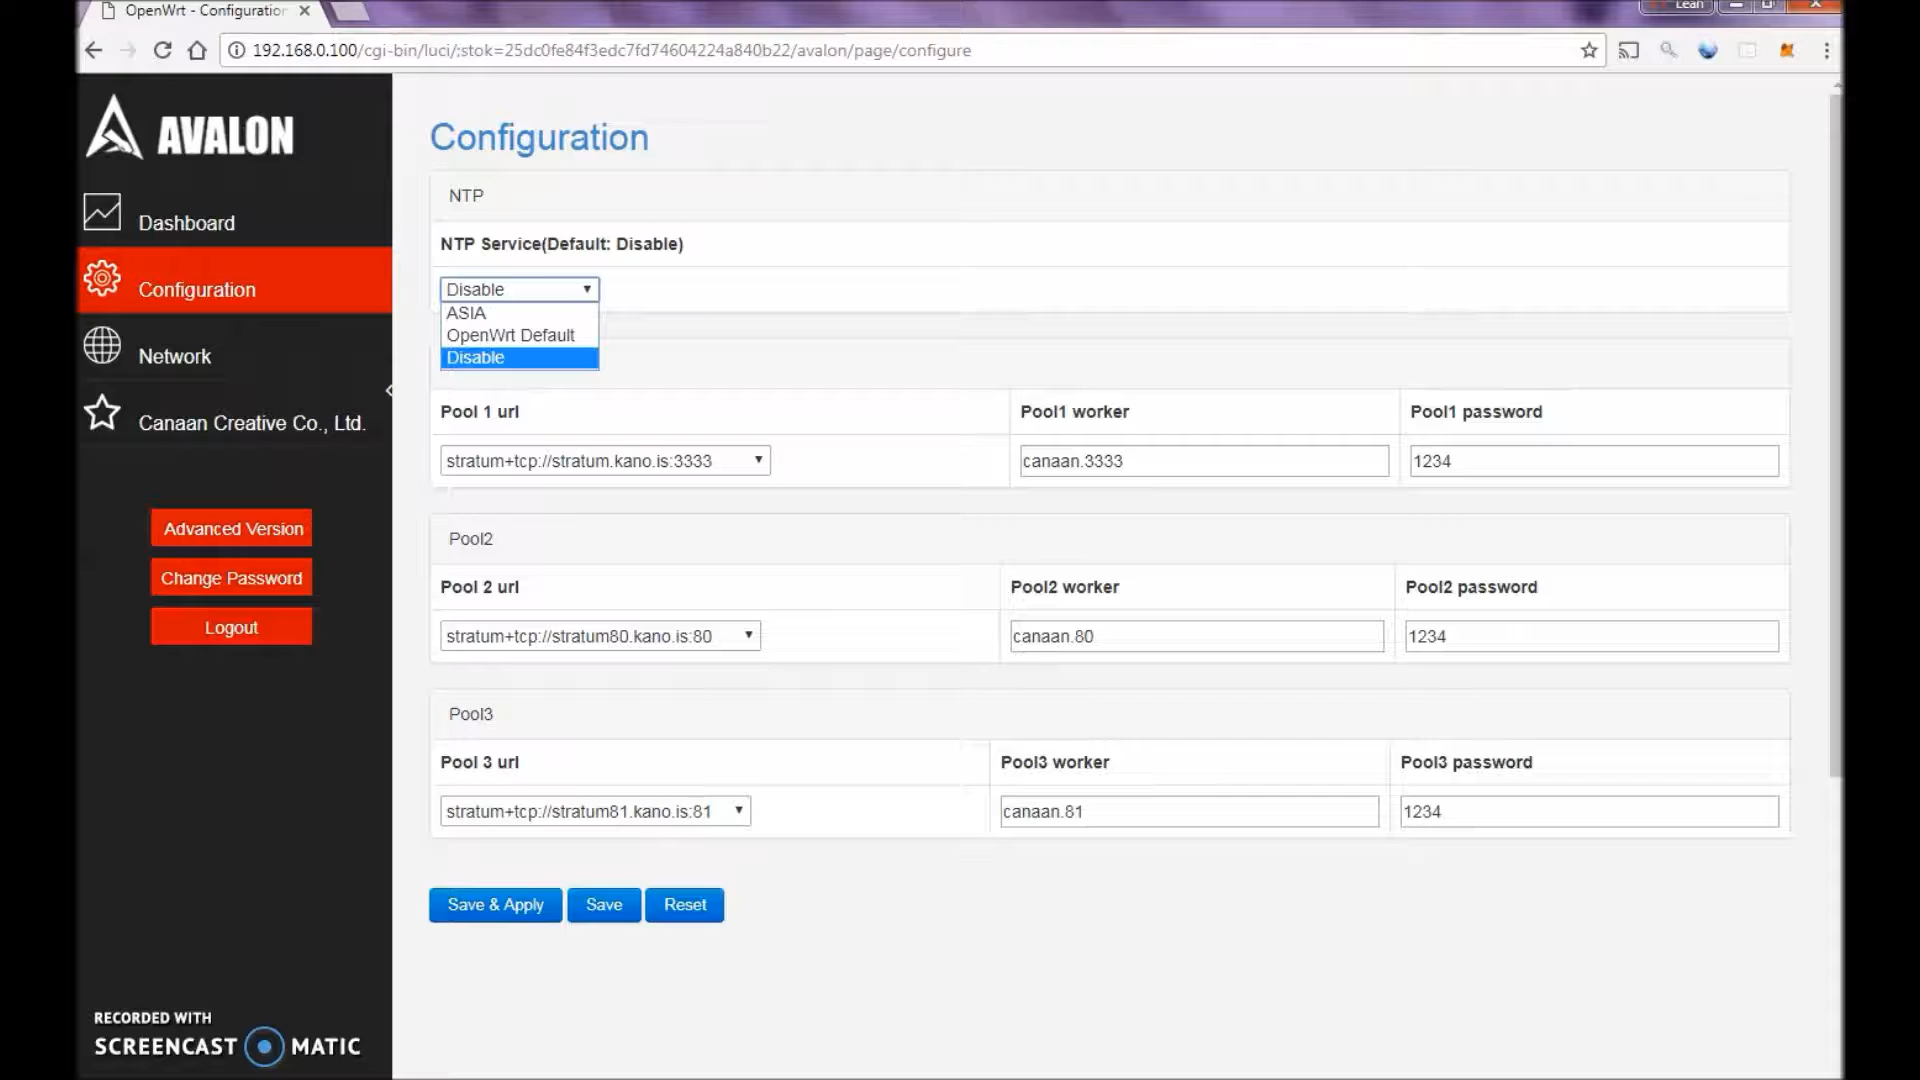 OpenWrt - Configuration
Lean
192.168.0.100/cgi-bin/luci/;stok=25dc0fe84f3edc7fd74604224a840b22/avalon/page/configure
AVALON
Dashboard
Configuration
Network
Canaan Creative Co., Ltd.
Advanced Version
Change Password
Logout
Configuration
NTP
NTP Service(Default: Disable)
Disable
ASIA
OpenWrt Default
Disable
Pool 1 url
Pool1 worker
Pool1 password
stratum+tcp://stratum.kano.is:3333
canaan.3333
1234
Pool2
Pool 2 url
Pool2 worker
Pool2 password
stratum+tcp://stratum80.kano.is:80
canaan.80
1234
Pool3
Pool 3 url
Pool3 worker
Pool3 password
stratum+tcp://stratum81.kano.is:81
canaan.81
1234
Save & Apply
Save
Reset
RECORDED WITH
SCREENCAST MATIC